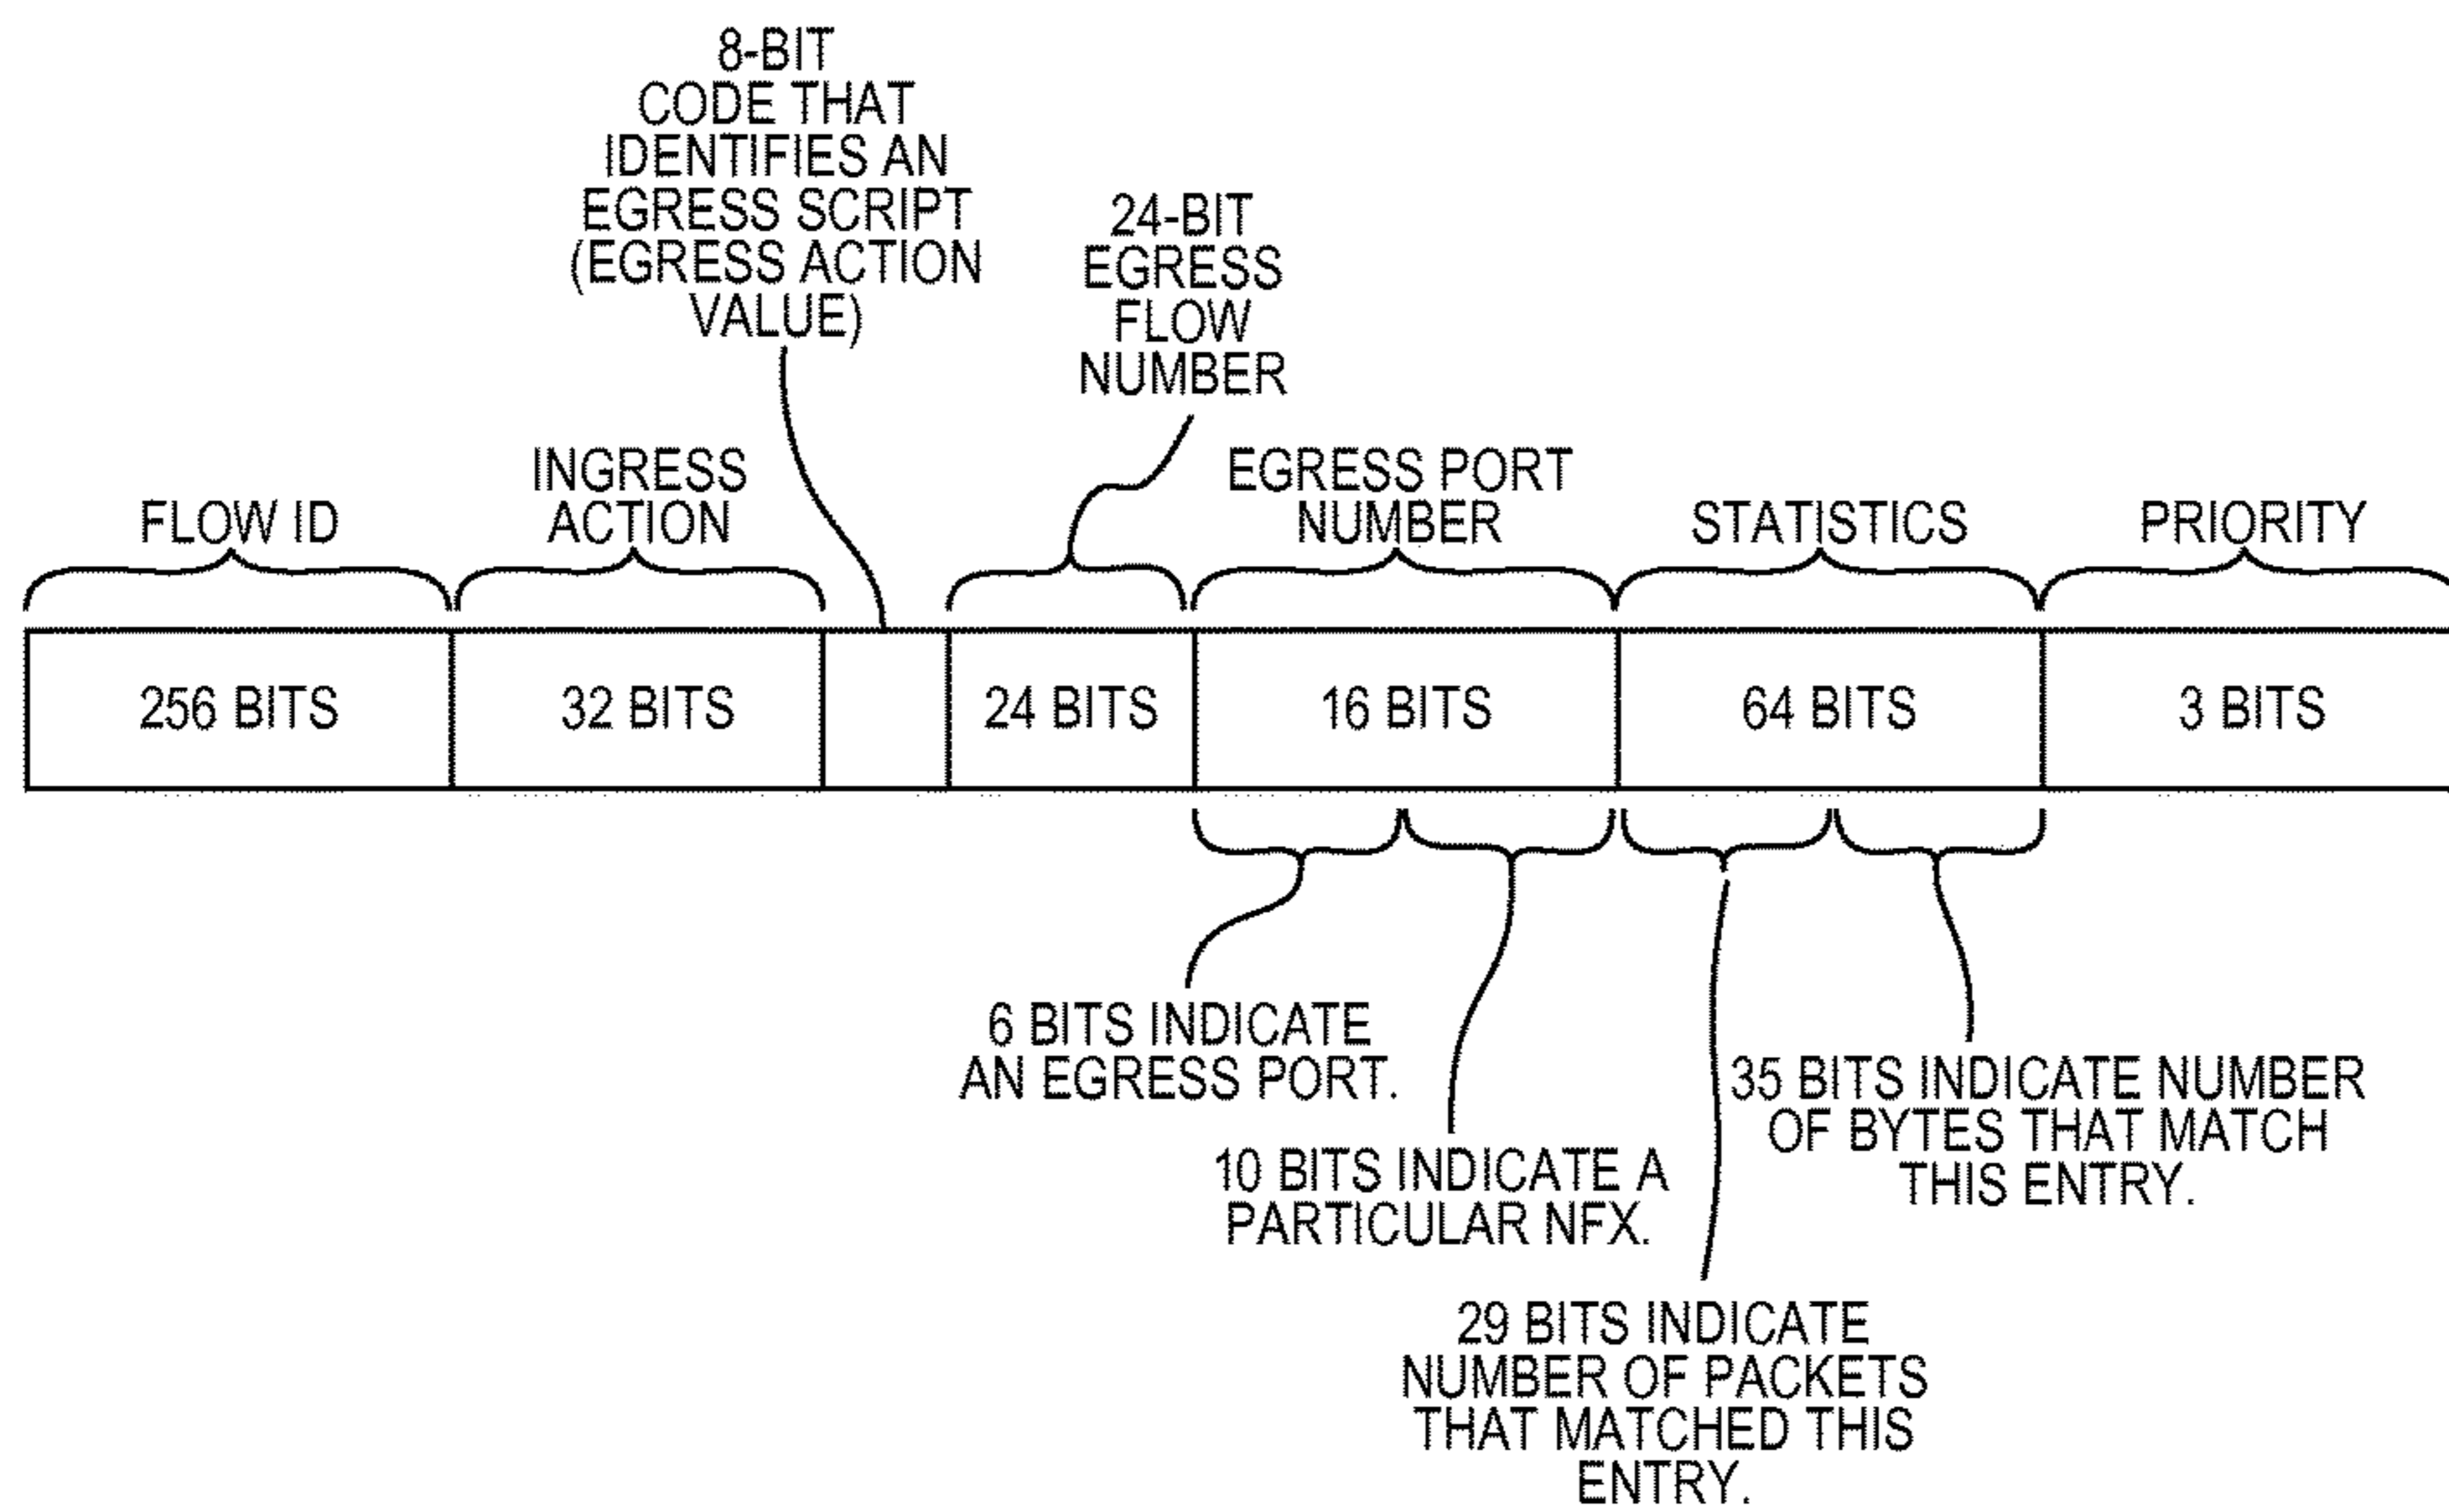 8-BIT
CODE THAT
IDENTIFIES AN
EGRESS SCRIPT
(EGRESS ACTION
VALUE)
24-BIT
EGRESS
FLOW
NUMBER
FLOW ID
INGRESS
ACTION
EGRESS PORT
NUMBER
STATISTICS
PRIORITY
256 BITS
32 BITS
24 BITS
16 BITS
64 BITS
3 BITS
6 BITS INDICATE
AN EGRESS PORT.
10 BITS INDICATE A
PARTICULAR NFX.
29 BITS INDICATE
NUMBER OF PACKETS
THAT MATCHED THIS
ENTRY.
35 BITS INDICATE NUMBER
OF BYTES THAT MATCH
THIS ENTRY.